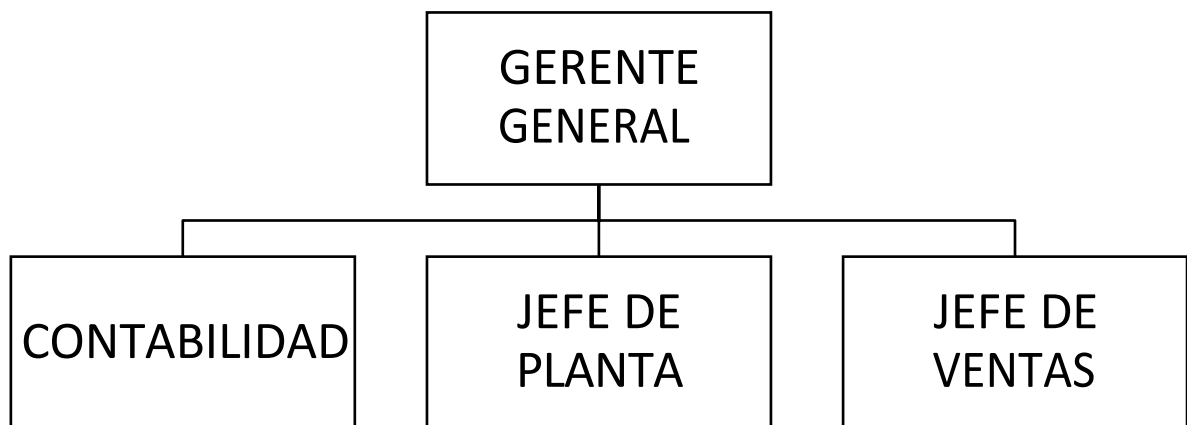 GERENTE
GENERAL
CONTABILIDAD
JEFE DE
PLANTA
JEFE DE
VENTAS